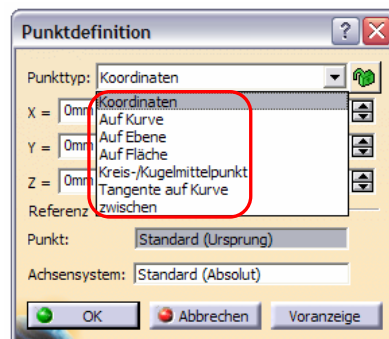 Punktdefinition
Punkttyp: Koordinaten
Koordinaten
Auf Kurve
Auf Ebene
Auf Fläche
Kreis-/Kugelmittelpunkt
Tangente auf Kurve
zwischen
X = 0mm
Y = 0mm
Z = 0mm
Referenz
Punkt: Standard (Ursprung)
Achsensystem: Standard (Absolut)
OK Abbrechen Voranzeige